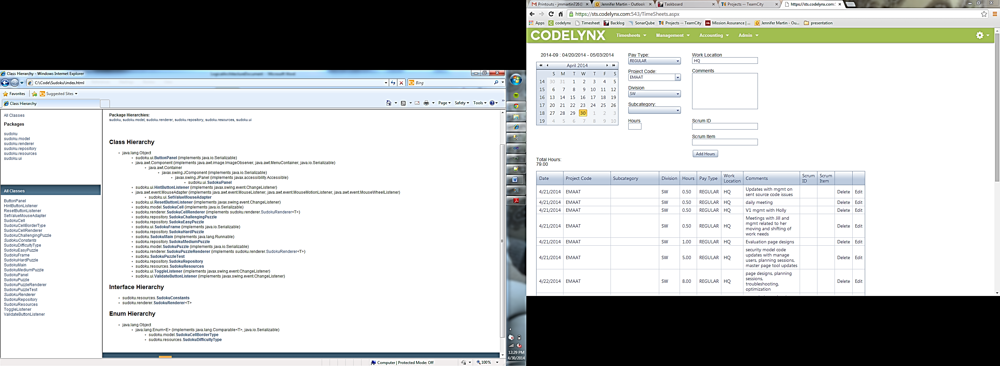 Class Hierarchy - Windows Internet Explorer
C:\Code\Sudoku\index.html
Bing
Favorites
Suggested Sites
Class Hierarchy
Page
Safety
Tools
All Classes
Packages
sudoku
sudoku.model
sudoku.renderer
sudoku.repository
sudoku.resources
sudoku.ui
All Classes
ButtonPanel
HintButtonListener
ResetButtonListener
SetValueMouseAdapter
SudokuCell
SudokuCellBorderType
SudokuCellRenderer
SudokuChallengingPuzzle
SudokuConstants
SudokuDifficultyType
SudokuEasyPuzzle
SudokuFrame
SudokuHardPuzzle
SudokuMain
SudokuMediumPuzzle
SudokuPanel
SudokuPuzzle
SudokuPuzzleRenderer
SudokuPuzzleTest
SudokuRenderer
SudokuRepository
SudokuResources
ToggleListener
ValidateButtonListener
Package Hierarchies:
sudoku, sudoku.model, sudoku.renderer, sudoku.repository, sudoku.resources, sudoku.ui
Class Hierarchy
java.lang.Object
sudoku.ui.ButtonPanel (implements java.io.Serializable)
java.awt.Component (implements java.awt.image.ImageObserver, java.awt.MenuContainer, java.io.Serializable)
java.awt.Container
javax.swing.JComponent (implements java.io.Serializable)
javax.swing.JPanel (implements javax.accessibility.Accessible)
sudoku.ui.SudokuPanel
sudoku.ui.HintButtonListener (implements javax.swing.event.ChangeListener)
java.awt.event.MouseAdapter (implements java.awt.event.MouseListener, java.awt.event.MouseMotionListener, java.awt.event.MouseWheelListener)
sudoku.ui.SetValueMouseAdapter
sudoku.ui.ResetButtonListener (implements javax.swing.event.ChangeListener)
sudoku.model.SudokuCell (implements java.io.Serializable)
sudoku.renderer.SudokuCellRenderer (implements sudoku.renderer.SudokuRenderer<T>)
sudoku.repository.SudokuChallengingPuzzle
sudoku.repository.SudokuEasyPuzzle
sudoku.ui.SudokuFrame (implements java.io.Serializable)
sudoku.repository.SudokuHardPuzzle
sudoku.SudokuMain (implements java.lang.Runnable)
sudoku.repository.SudokuMediumPuzzle
sudoku.model.SudokuPuzzle (implements java.io.Serializable)
sudoku.renderer.SudokuPuzzleRenderer (implements sudoku.renderer.SudokuRenderer<T>)
sudoku.SudokuPuzzleTest
sudoku.repository.SudokuRepository
sudoku.resources.SudokuResources
sudoku.ui.ToggleListener (implements javax.swing.event.ChangeListener)
sudoku.ui.ValidateButtonListener (implements javax.swing.event.ChangeListener)
Interface Hierarchy
sudoku.resources.SudokuConstants
sudoku.renderer.SudokuRenderer<T>
Enum Hierarchy
java.lang.Object
java.lang.Enum<E> (implements java.lang.Comparable<T>, java.io.Serializable)
sudoku.model.SudokuCellBorderType
sudoku.resources.SudokuDifficultyType
Computer | Protected Mode: Off
100%
12:29 PM
4/30/2014
Printouts - jmmartin726@
Jennifer Martin - Outlook
Taskboard
Projects -- TeamCity
https://sts.codelynx.com:5
https://sts.codelynx.com:543/TimeSheets.aspx
Apps
codelynx
Timesheet
Backlog
SonarQube
Projects -- TeamCity
Mission Assurance | ...
Jennifer Martin - Ou...
presentation
CODELYNX
Timesheets
Management
Accounting
Admin
2014-09 : 04/20/2014 - 05/03/2014
April 2014
S M T W T F S
14 30 31 1 2 3 4 5
15 6 7 8 9 10 11 12
16 13 14 15 16 17 18 19
17 20 21 22 23 24 25 26
18 27 28 29 30 1 2 3
19 4 5 6 7 8 9 10
Pay Type:
REGULAR
Project Code:
EMAAT
Division
SW
Subcategory:
Hours
Work Location
HQ
Comments
Scrum ID
Scrum Item
Add Hours
Total Hours:
79.00
Date Project Code Subcategory Division Hours Pay Type Work Location Comments Scrum ID Scrum Item
4/21/2014 EMAAT SW 0.50 REGULAR HQ Updates with mgmt on
sent source code issues Delete Edit
4/21/2014 EMAAT SW 0.50 REGULAR HQ daily meeting Delete Edit
4/21/2014 EMAAT SW 0.50 REGULAR HQ V1 mgmt with Holly Delete Edit
4/21/2014 EMAAT SW 0.50 REGULAR HQ Meetings with Jill and
mgmt related to her
moving and shifting of
work needs Delete Edit
4/21/2014 EMAAT SW 1.00 REGULAR HQ Evaluation page designs Delete Edit
4/21/2014 EMAAT SW 5.00 REGULAR HQ security model code
updates with manage
users, planning sessions,
master page tool updates Delete Edit
4/22/2014 EMAAT SW 8.00 REGULAR HQ page designs, planning
sessions,
troubleshooting,
optimization Delete Edit